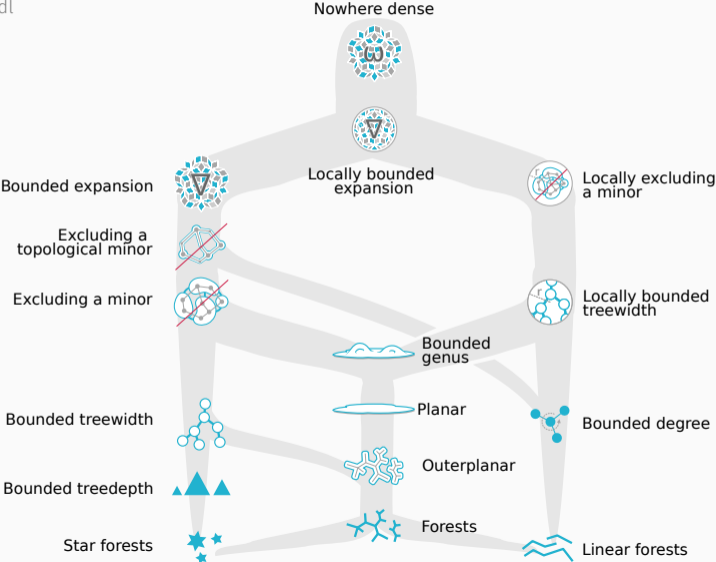 dl
Nowhere dense
ω
∇
Locally bounded
expansion
Bounded expansion
∇
r
Locally excluding
a minor
Excluding a
topological minor
Excluding a minor
r
Locally bounded
treewidth
Bounded
genus
Bounded treewidth
Planar
Bounded degree
Outerplanar
Bounded treedepth
Forests
Star forests
Linear forests